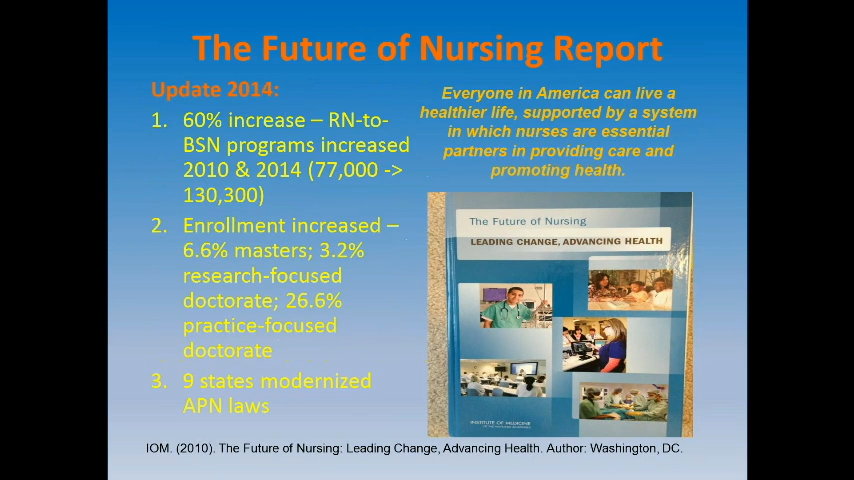 The Future of Nursing Report
Update 2014:
1. 60% increase – RN-to-
BSN programs increased
2010 & 2014 (77,000 ->
130,300)
2. Enrollment increased –
6.6% masters; 3.2%
research-focused
doctorate; 26.6%
practice-focused
doctorate
3. 9 states modernized
APN laws
Everyone in America can live a
healthier life, supported by a system
in which nurses are essential
partners in providing care and
promoting health.
The Future of Nursing
LEADING CHANGE, ADVANCING HEALTH
INSTITUTE OF MEDICINE
IOM. (2010). The Future of Nursing: Leading Change, Advancing Health. Author: Washington, DC.